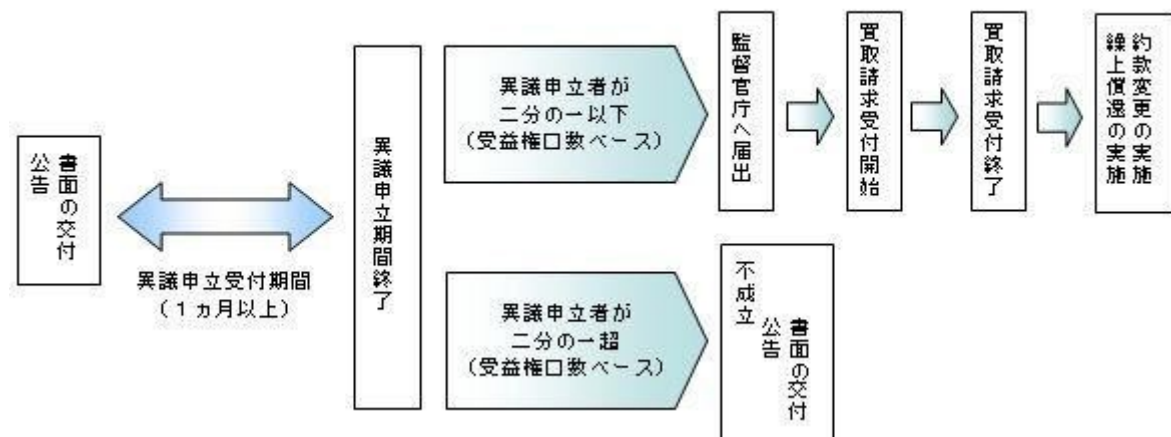 書面の交付
公告
異議申立受付期間
（１ヵ月以上）
異議申立期間終了
異議申立者が
二分の一以下
（受益権口数ベース）
監督官庁へ届出
買取請求受付開始
買取請求受付終了
約款変更の実施
繰上償還の実施
異議申立者が
二分の一超
（受益権口数ベース）
不成立
書面の交付
公告